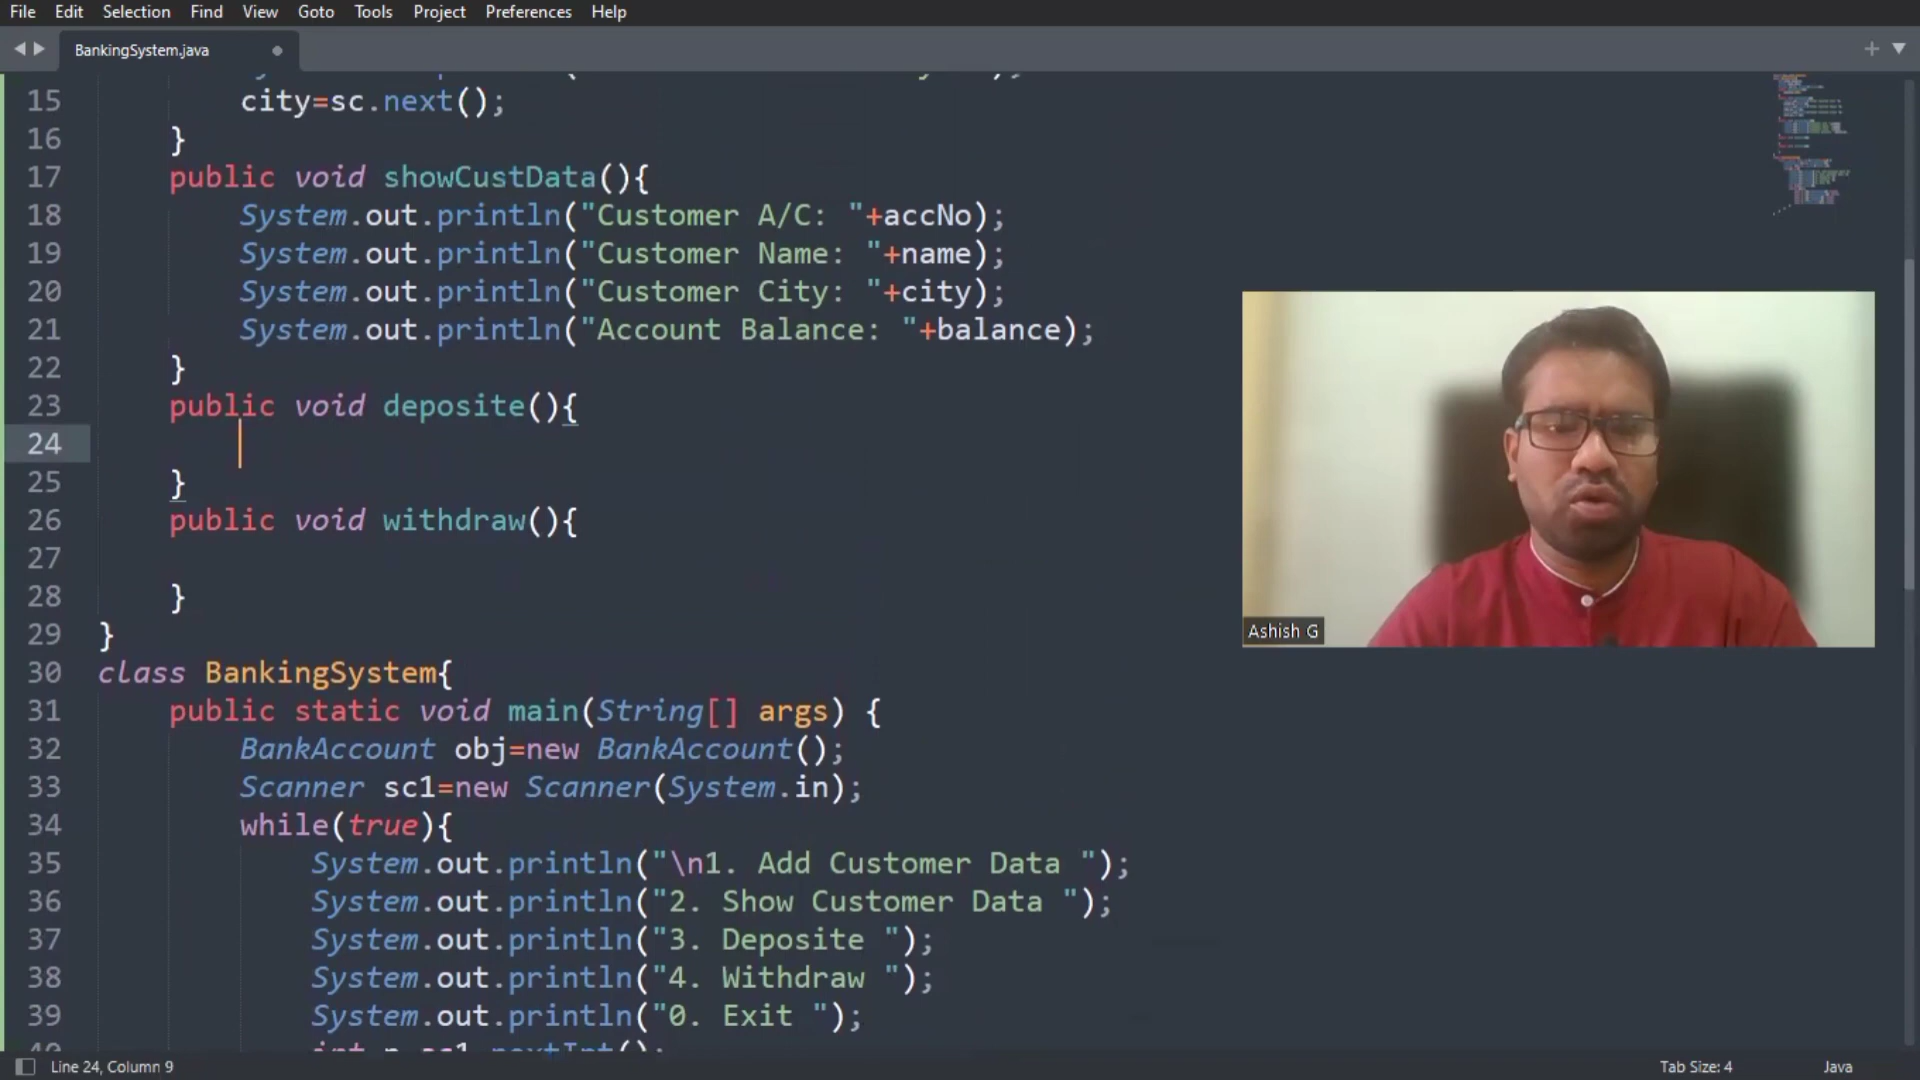 File Edit Selection Find View Goto Tools Project Preferences Help
BankingSystem.java
15 city=sc.next();
16 }
17 public void showCustData(){
18 System.out.println("Customer A/C: "+accNo);
19 System.out.println("Customer Name: "+name);
20 System.out.println("Customer City: "+city);
21 System.out.println("Account Balance: "+balance);
22 }
23 public void deposite(){
24
25 }
26 public void withdraw(){
27
28 }
29 }
30 class BankingSystem{
31 public static void main(String[] args) {
32 BankAccount obj=new BankAccount();
33 Scanner sc1=new Scanner(System.in);
34 while(true){
35 System.out.println("\n1. Add Customer Data ");
36 System.out.println("2. Show Customer Data ");
37 System.out.println("3. Deposite ");
38 System.out.println("4. Withdraw ");
39 System.out.println("0. Exit ");
Ashish G
Line 24, Column 9 Tab Size: 4 Java